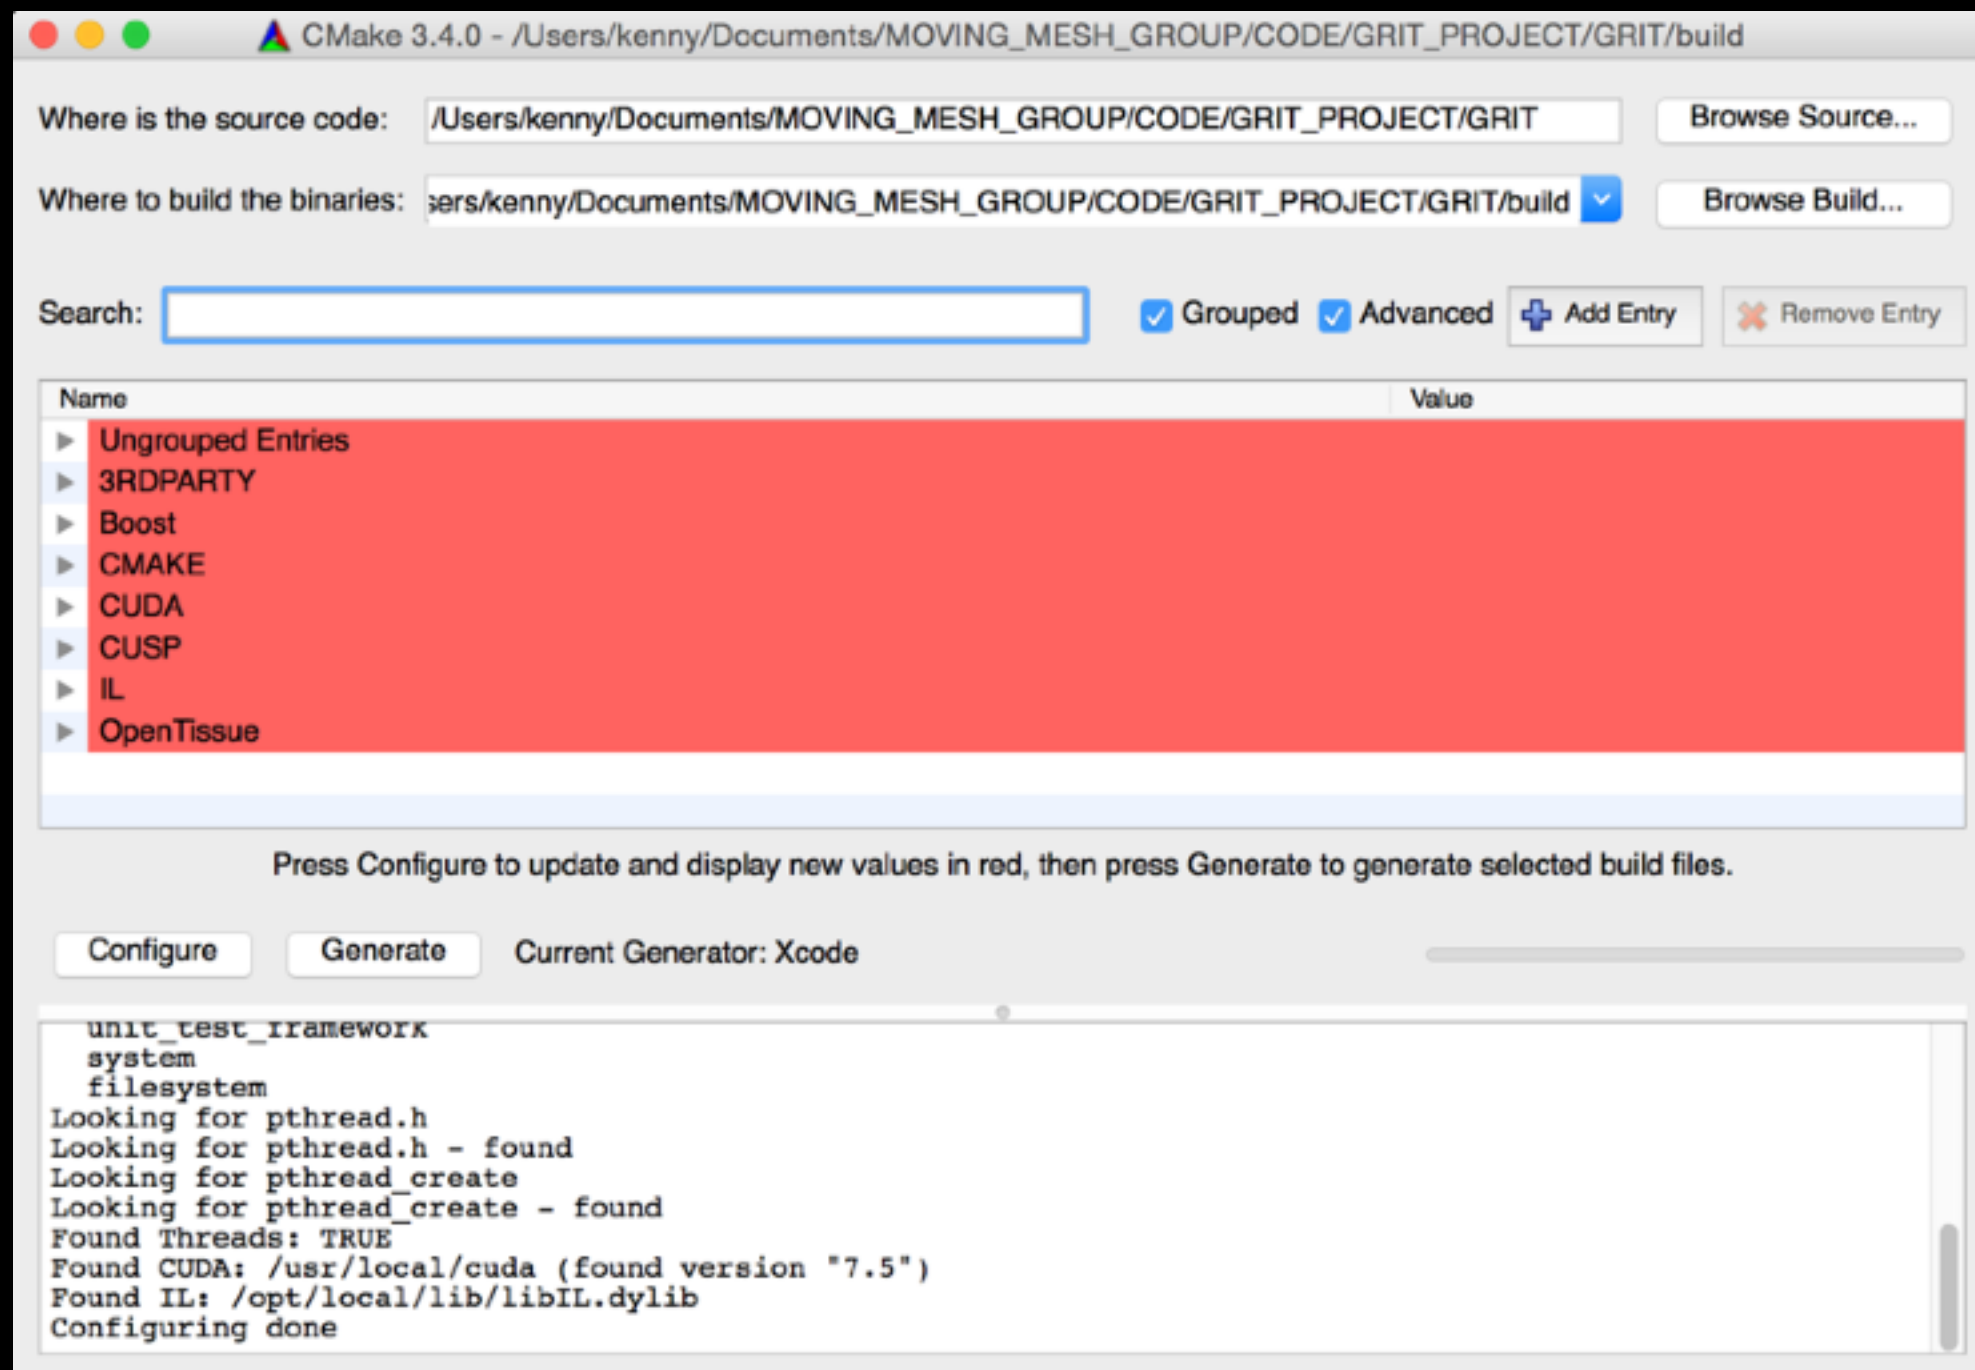 CMake 3.4.0 - /Users/kenny/Documents/MOVING_MESH_GROUP/CODE/GRIT_PROJECT/GRIT/build
Where is the source code: /Users/kenny/Documents/MOVING_MESH_GROUP/CODE/GRIT_PROJECT/GRIT Browse Source...
Where to build the binaries: sers/kenny/Documents/MOVING_MESH_GROUP/CODE/GRIT_PROJECT/GRIT/build Browse Build...
Search: Grouped Advanced Add Entry Remove Entry
Name Value
Ungrouped Entries
3RDPARTY
Boost
CMAKE
CUDA
CUSP
IL
OpenTissue
Press Configure to update and display new values in red, then press Generate to generate selected build files.
Configure Generate Current Generator: Xcode
unit_test_framework
system
filesystem
Looking for pthread.h
Looking for pthread.h - found
Looking for pthread_create
Looking for pthread_create - found
Found Threads: TRUE
Found CUDA: /usr/local/cuda (found version "7.5")
Found IL: /opt/local/lib/libIL.dylib
Configuring done